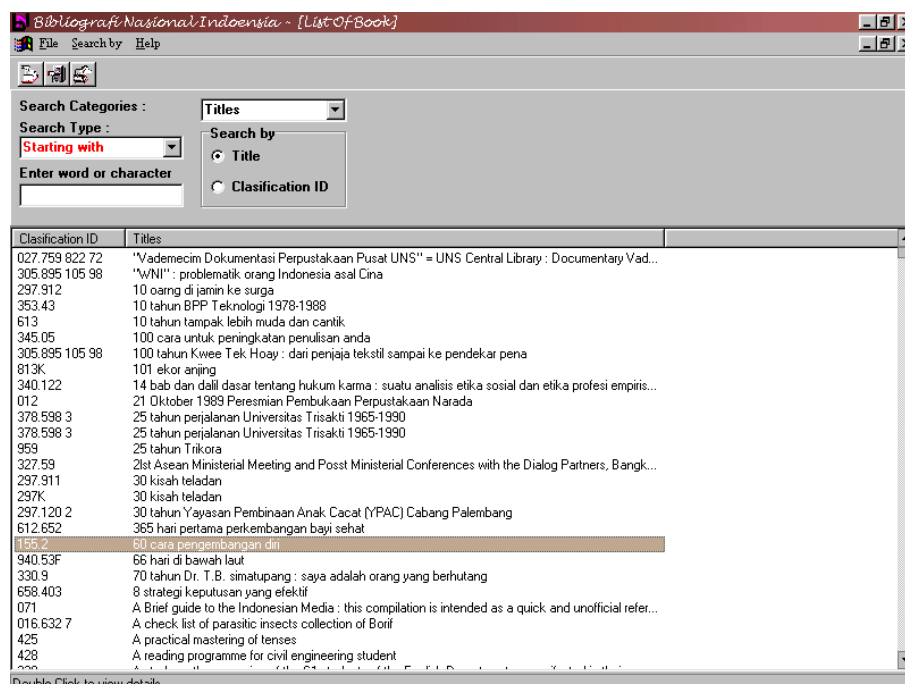 Bibliografi Nasional Indoensia ~ [List Of Book]
File Search by Help
Search Categories : Titles
Search Type :
Starting with
Search by
Title
Enter word or character
Clasification ID
Clasification ID Titles
027.759 822 72 "Vademecim Dokumentasi Perpustakaan Pusat UNS" = UNS Central Library : Documentary Vad...
305.895 105 98 "WNI" : problematik orang Indonesia asal Cina
297.912 10 oarng di jamin ke surga
353.43 10 tahun BPP Teknologi 1978-1988
613 10 tahun tampak lebih muda dan cantik
345.05 100 cara untuk peningkatan penulisan anda
305.895 105 98 100 tahun Kwee Tek Hoay : dari penjaja tekstil sampai ke pendekar pena
813K 101 ekor anjing
340.122 14 bab dan dalil dasar tentang hukum karma : suatu analisis etika sosial dan etika profesi empiris...
012 21 Oktober 1989 Peresmian Pembukaan Perpustakaan Narada
378.598 3 25 tahun perjalanan Universitas Trisakti 1965-1990
378.598 3 25 tahun perjalanan Universitas Trisakti 1965-1990
959 25 tahun Trikora
327.59 2lst Asean Ministerial Meeting and Posst Ministerial Conferences with the Dialog Partners, Bangk...
297.911 30 kisah teladan
297K 30 kisah teladan
297.120 2 30 tahun Yayasan Pembinaan Anak Cacat (YPAC) Cabang Palembang
612.652 365 hari pertama perkembangan bayi sehat
155.2 60 cara pengembangan diri
940.53F 66 hari di bawah laut
330.9 70 tahun Dr. T.B. simatupang : saya adalah orang yang berhutang
658.403 8 strategi keputusan yang efektif
071 A Brief guide to the Indonesian Media : this compilation is intended as a quick and unofficial refer...
016.632 7 A check list of parasitic insects collection of Borif
425 A practical mastering of tenses
428 A reading programme for civil engineering student
Double Click to view details